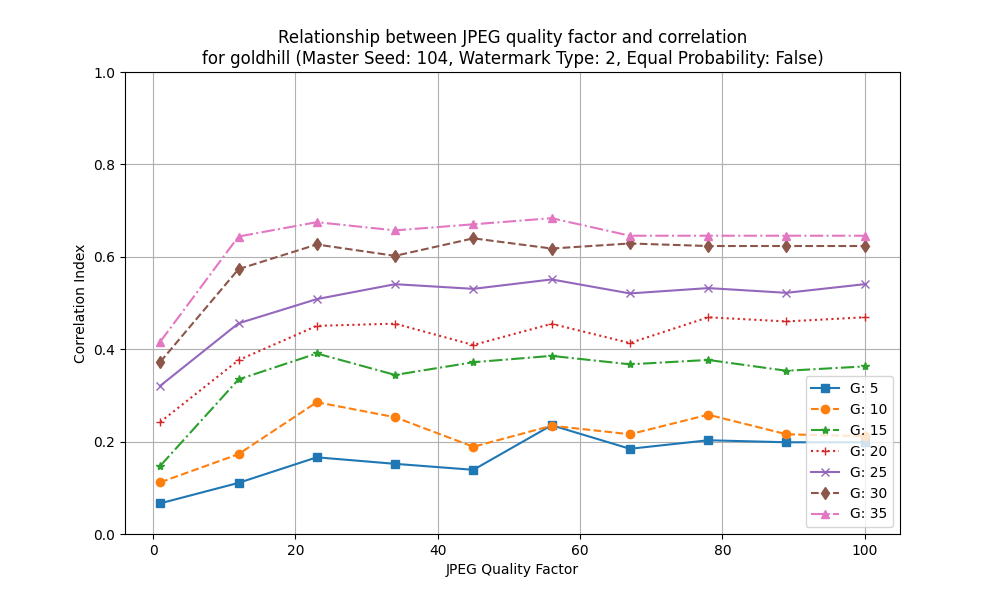 Relationship between JPEG quality factor and correlation
for goldhill (Master Seed: 104, Watermark Type: 2, Equal Probability: False)
1.0
0.8
0.6
0.4
0.2
0.0
Correlation Index
0 20 40 60 80 100
JPEG Quality Factor
G: 5
G: 10
G: 15
G: 20
G: 25
G: 30
G: 35